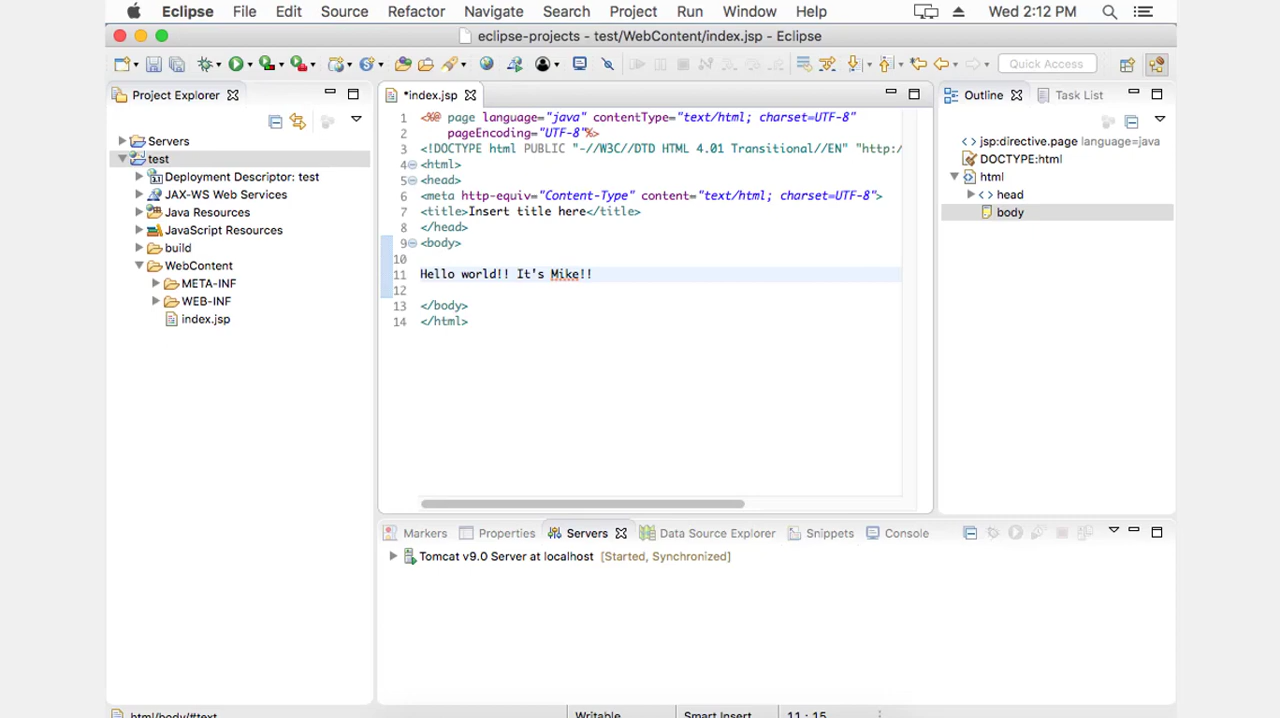 Eclipse File Edit Source Refactor Navigate Search Project Run Window Help Wed 2:12 PM
eclipse-projects - test/WebContent/index.jsp - Eclipse
Quick Access
Project Explorer
Servers
test
Deployment Descriptor: test
JAX-WS Web Services
Java Resources
JavaScript Resources
build
WebContent
META-INF
WEB-INF
index.jsp
*index.jsp
1 <%@ page language="java" contentType="text/html; charset=UTF-8"
2 pageEncoding="UTF-8"%>
3 <!DOCTYPE html PUBLIC "-//W3C//DTD HTML 4.01 Transitional//EN" "http:/
4 <html>
5 <head>
6 <meta http-equiv="Content-Type" content="text/html; charset=UTF-8">
7 <title>Insert title here</title>
8 </head>
9 <body>
10
11 Hello world!! It's Mike!!
12
13 </body>
14 </html>
Outline Task List
jsp:directive.page language=java
DOCTYPE:html
html
head
body
Markers Properties Servers Data Source Explorer Snippets Console
Tomcat v9.0 Server at localhost [Started, Synchronized]
html/body/#text Writable Smart Insert 11 : 15